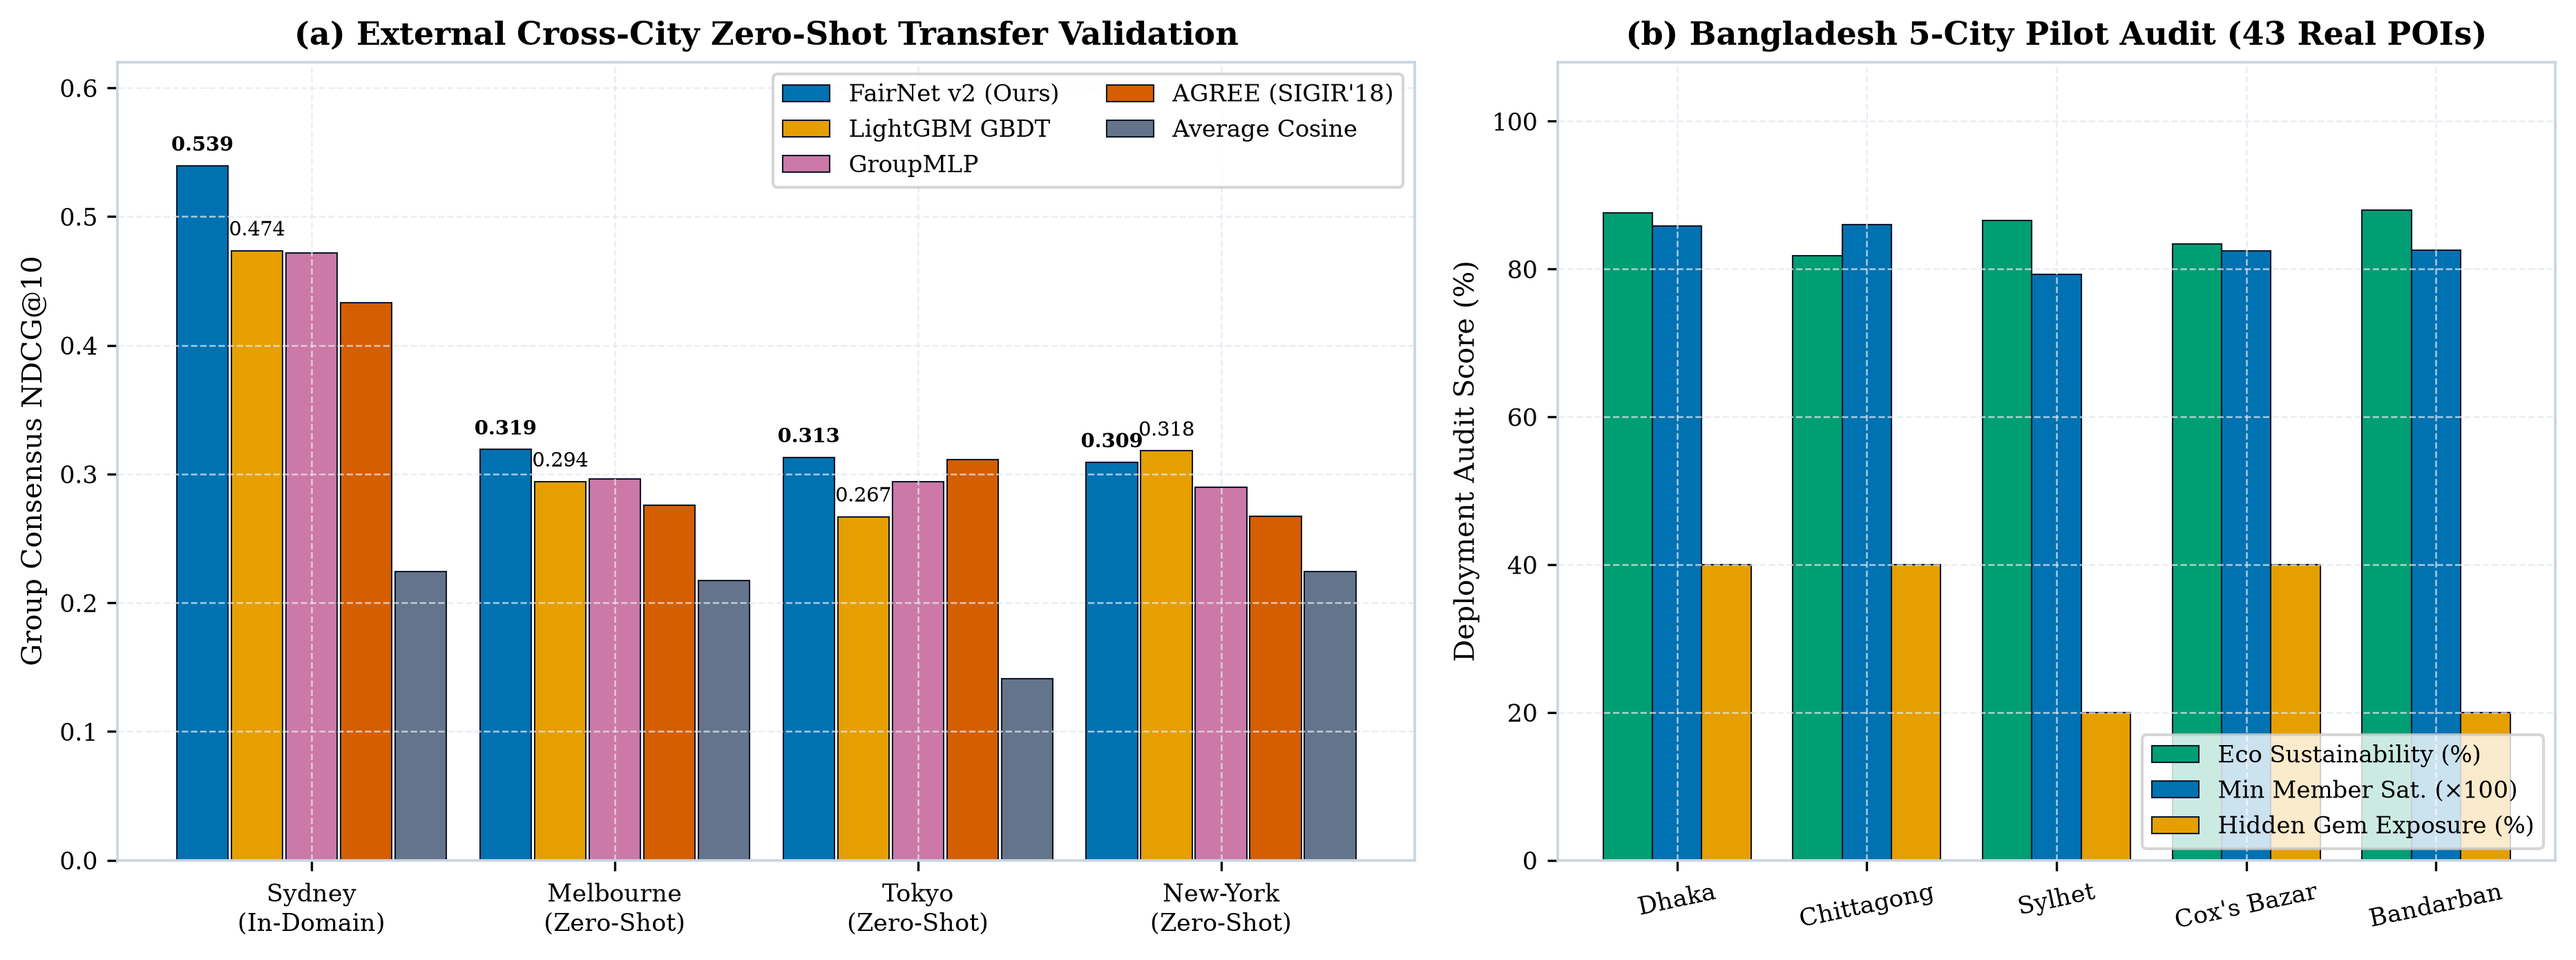 (a) External Cross-City Zero-Shot Transfer Validation
Group Consensus NDCG@10
0.6
0.5
0.4
0.3
0.2
0.1
0.0
FairNet v2 (Ours)
LightGBM GBDT
GroupMLP
AGREE (SIGIR'18)
Average Cosine
0.539
0.474
0.319
0.294
0.313
0.267
0.309
0.318
Sydney
(In-Domain)
Melbourne
(Zero-Shot)
Tokyo
(Zero-Shot)
New-York
(Zero-Shot)
(b) Bangladesh 5-City Pilot Audit (43 Real POIs)
Deployment Audit Score (%)
100
80
60
40
20
0
Eco Sustainability (%)
Min Member Sat. (×100)
Hidden Gem Exposure (%)
Dhaka
Chittagong
Sylhet
Cox's Bazar
Bandarban